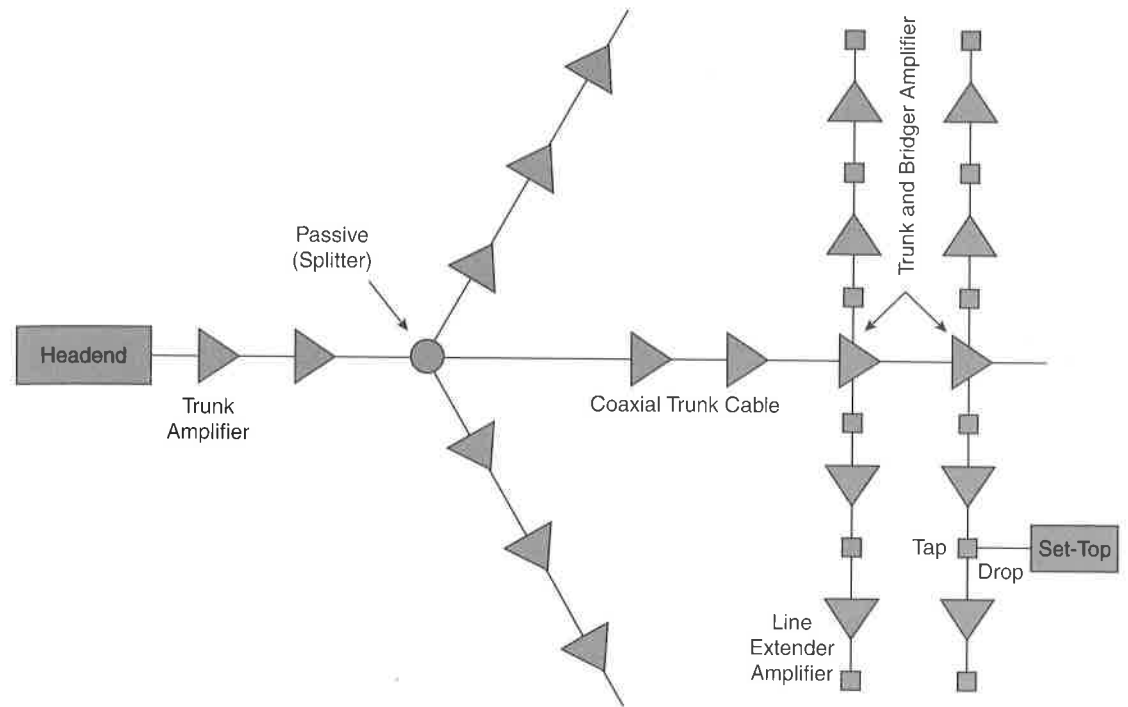 Trunk and Bridger Amplifier
Passive
(Splitter)
Headend
Trunk
Amplifier
Coaxial Trunk Cable
Tap
Set-Top
Drop
Line
Extender
Amplifier